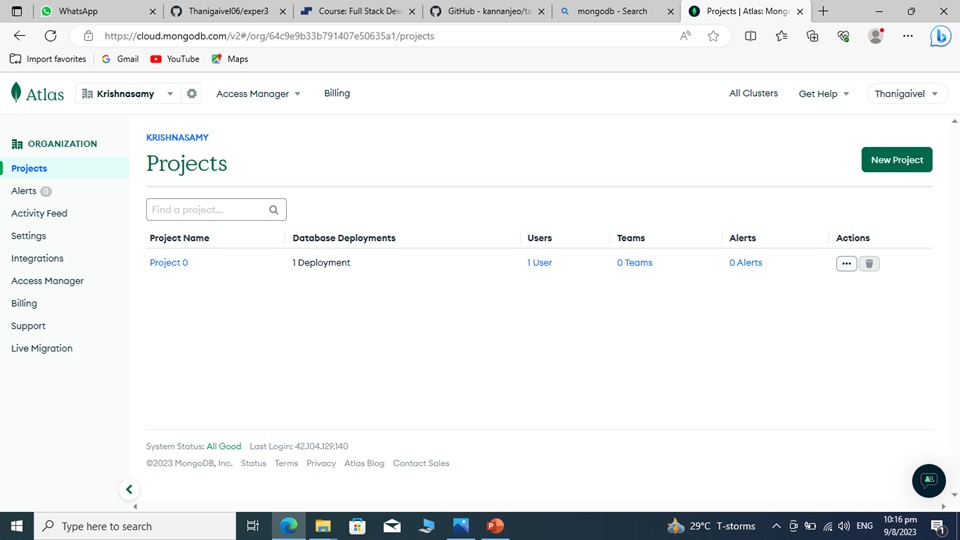 WhatsApp
Thanigaivel06/exper3
Course: Full Stack Dev
GitHub - kannanjeo/ta
mongodb - Search
Projects | Atlas: Mong
https://cloud.mongodb.com/v2#/org/64c9e9b33b791407e50635a1/projects
Import favorites
Gmail
YouTube
Maps
Atlas
Krishnasamy
Access Manager
Billing
All Clusters
Get Help
Thanigaivel
ORGANIZATION
Projects
Alerts 0
Activity Feed
Settings
Integrations
Access Manager
Billing
Support
Live Migration
KRISHNASAMY
Projects
New Project
Find a project...
Project Name Database Deployments Users Teams Alerts Actions
Project 0 1 Deployment 1 User 0 Teams 0 Alerts
System Status: All Good Last Login: 42.104.129.140
©2023 MongoDB, Inc. Status Terms Privacy Atlas Blog Contact Sales
Type here to search
29°C T-storms
ENG
10:16 pm
9/8/2023
1